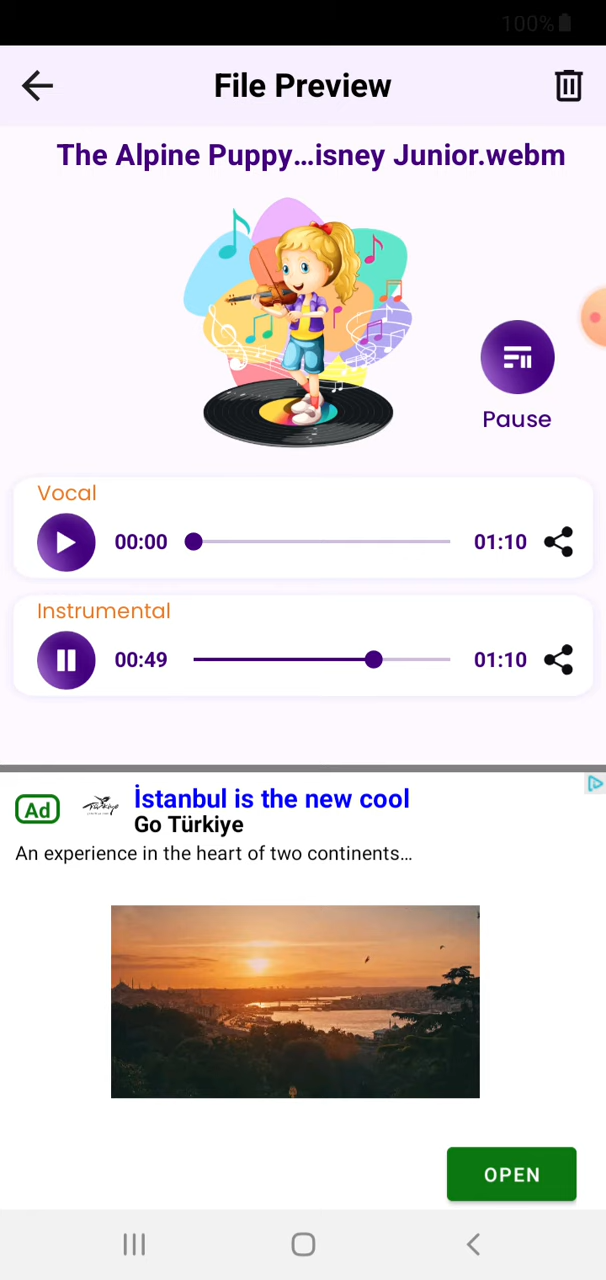 100%
File Preview
The Alpine Puppy...isney Junior.webm
Pause
Vocal
00:00
01:10
Instrumental
00:49
01:10
Ad
Türkiye
İstanbul is the new cool
Go Türkiye
An experience in the heart of two continents...
OPEN